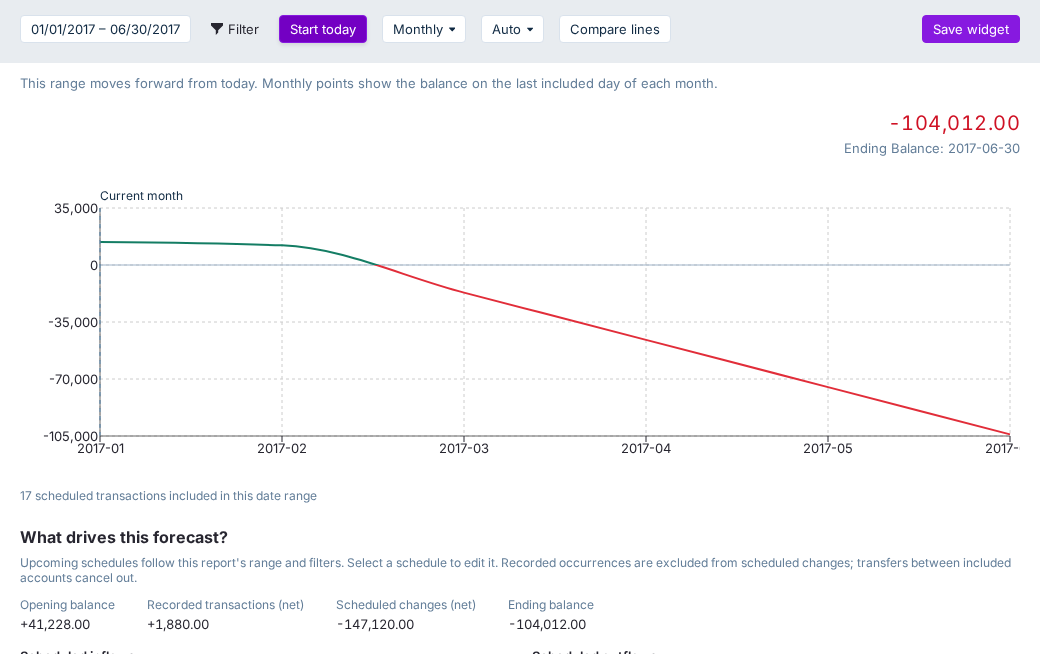 01/01/2017 – 06/30/2017 Filter Start today Monthly Auto Compare lines Save widget
This range moves forward from today. Monthly points show the balance on the last included day of each month.
-104,012.00
Ending Balance: 2017-06-30
Current month
35,000
0
-35,000
-70,000
-105,000
2017-01 2017-02 2017-03 2017-04 2017-05 2017-
17 scheduled transactions included in this date range
What drives this forecast?
Upcoming schedules follow this report's range and filters. Select a schedule to edit it. Recorded occurrences are excluded from scheduled changes; transfers between included
accounts cancel out.
Opening balance Recorded transactions (net) Scheduled changes (net) Ending balance
+41,228.00 +1,880.00 -147,120.00 -104,012.00